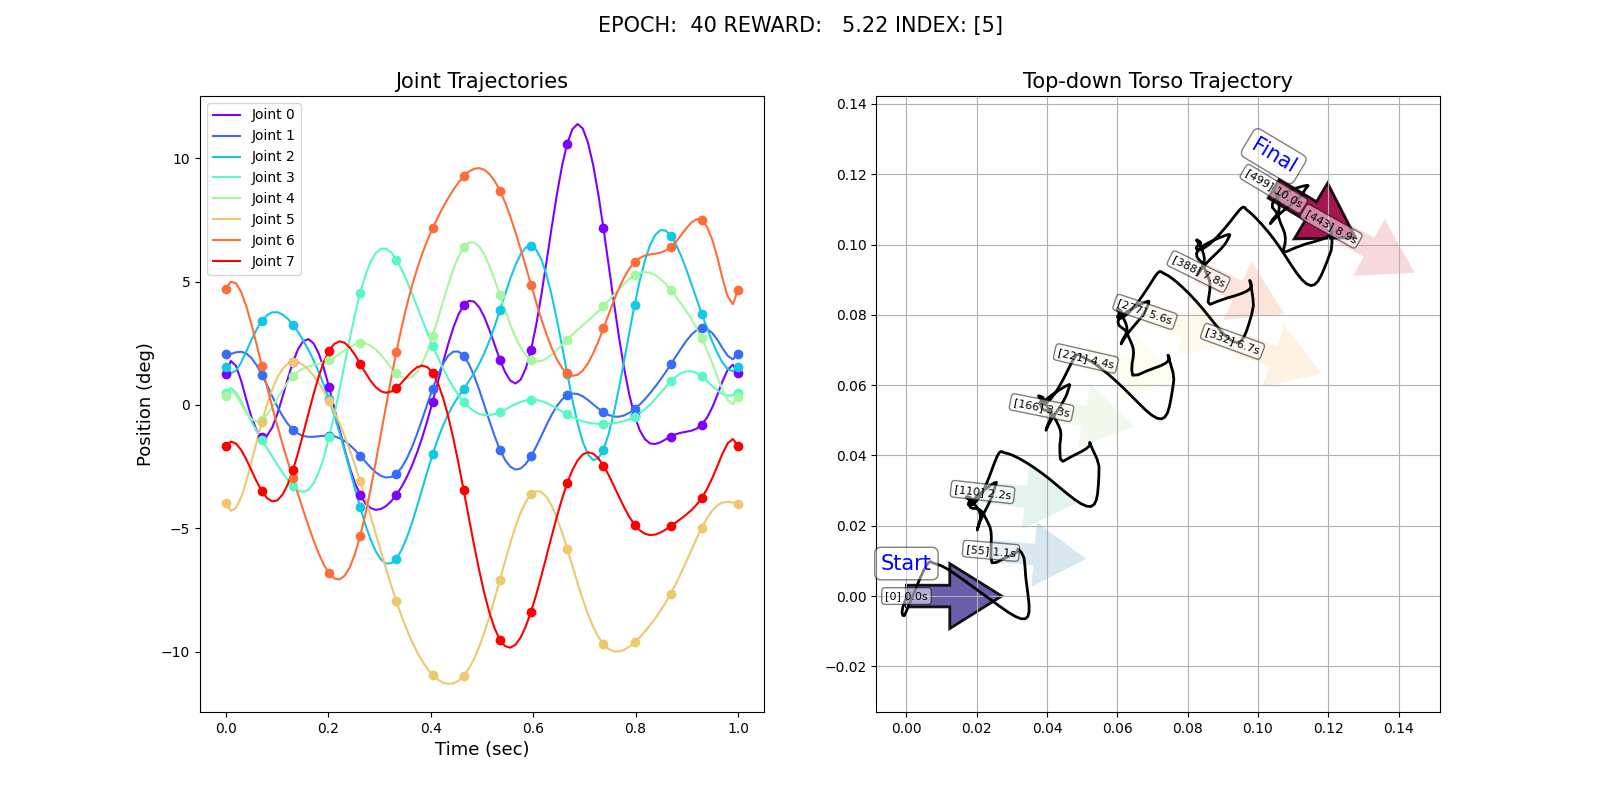 EPOCH:  40 REWARD:   5.22 INDEX: [5]
Joint Trajectories
Position (deg)
10
5
0
−5
−10
Joint 0
Joint 1
Joint 2
Joint 3
Joint 4
Joint 5
Joint 6
Joint 7
0.0
0.2
0.4
0.6
0.8
1.0
Time (sec)
Top-down Torso Trajectory
0.14
0.12
0.10
0.08
0.06
0.04
0.02
0.00
−0.02
Final
[499] 10.0s
[443] 8.9s
[388] 7.8s
[277] 5.6s
[332] 6.7s
[221] 4.4s
[166] 3.3s
[110] 2.2s
[55] 1.1s
Start
[0] 0.0s
0.00
0.02
0.04
0.06
0.08
0.10
0.12
0.14